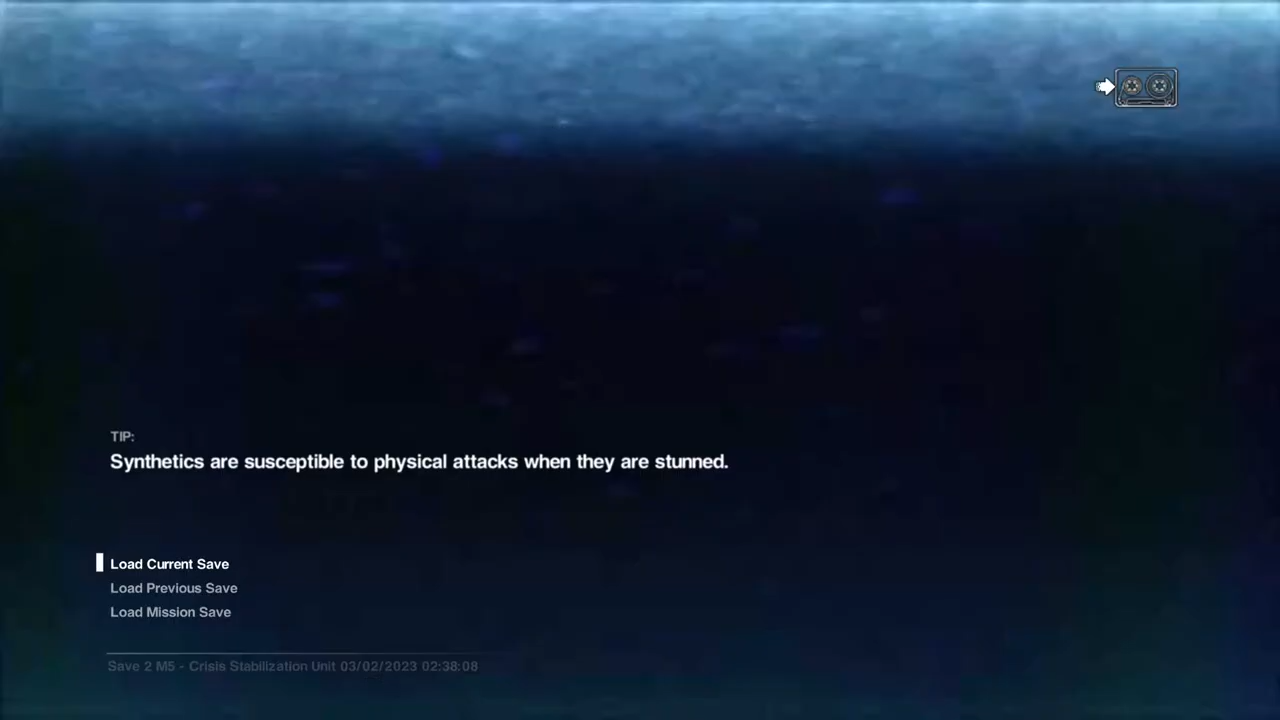 TIP:
Synthetics are susceptible to physical attacks when they are stunned.
Load Current Save
Load Previous Save
Load Mission Save
Save 2 M5 - Crisis Stabilization Unit 03/02/2023 02:38:08